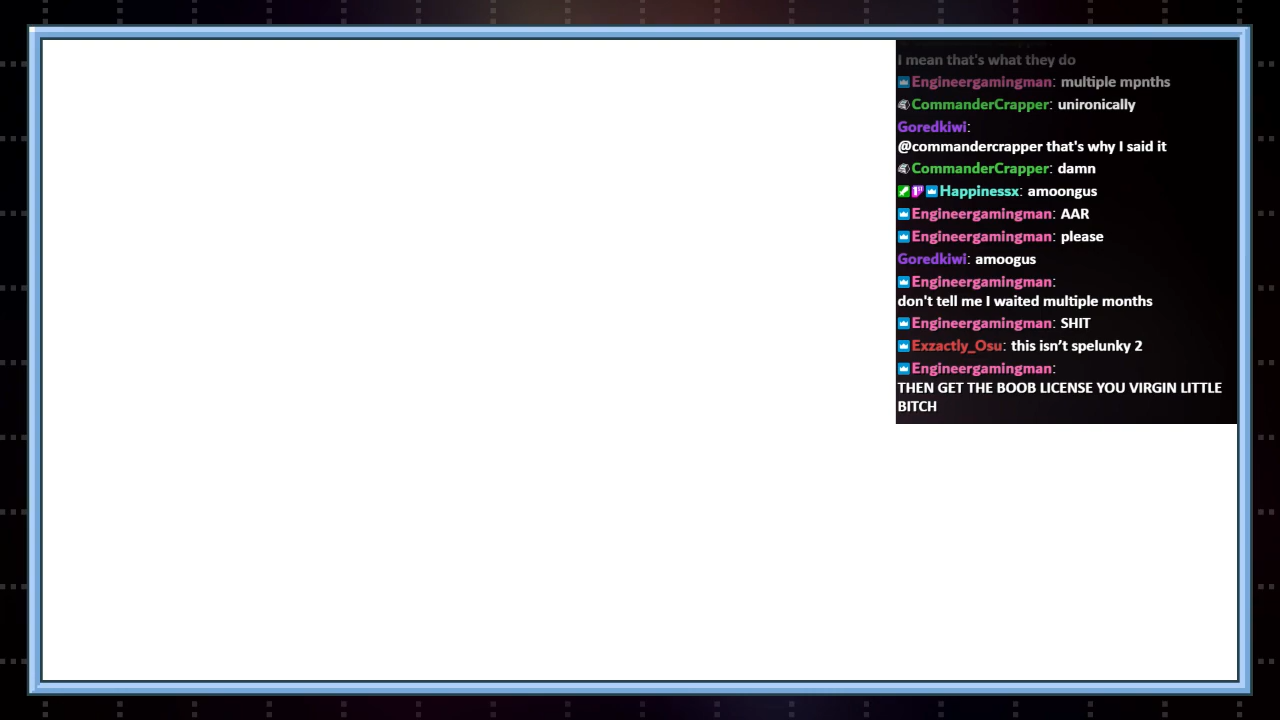 I mean that's what they do
Engineergamingman: multiple mpnths
CommanderCrapper: unironically
Goredkiwi:
@commandercrapper that's why I said it
CommanderCrapper: damn
Happinessx: amoongus
Engineergamingman: AAR
Engineergamingman: please
Goredkiwi: amoogus
Engineergamingman:
don't tell me I waited multiple months
Engineergamingman: SHIT
Exzactly_Osu: this isn’t spelunky 2
Engineergamingman:
THEN GET THE BOOB LICENSE YOU VIRGIN LITTLE
BITCH